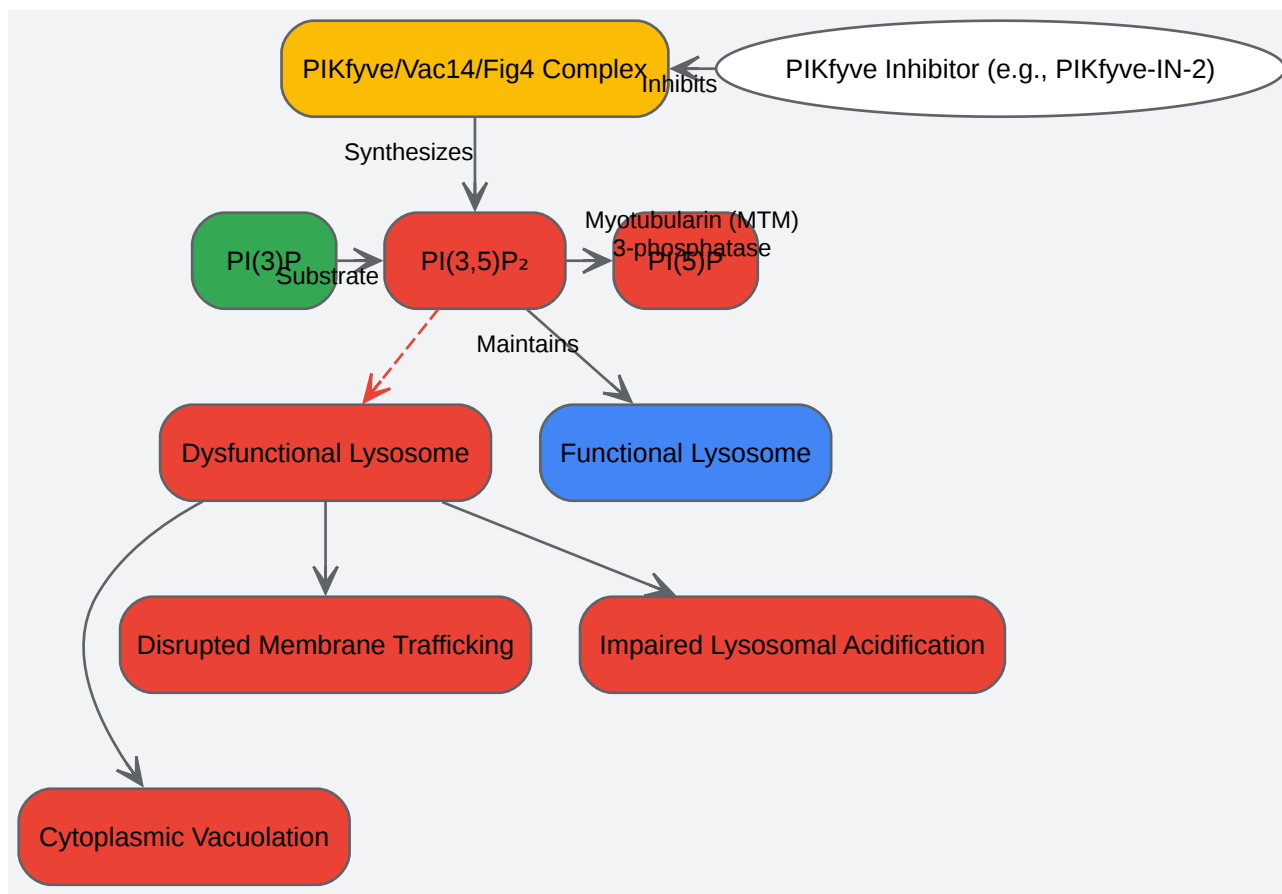 PIKfyve/Vac14/Fig4 Complex
PIKfyve Inhibitor (e.g., PIKfyve-IN-2)
Inhibits
Synthesizes
Myotubularin (MTM)
3-phosphatase
PI(3)P
PI(3,5)P₂
PI(5)P
Substrate
Maintains
Dysfunctional Lysosome
Functional Lysosome
Disrupted Membrane Trafficking
Impaired Lysosomal Acidification
Cytoplasmic Vacuolation